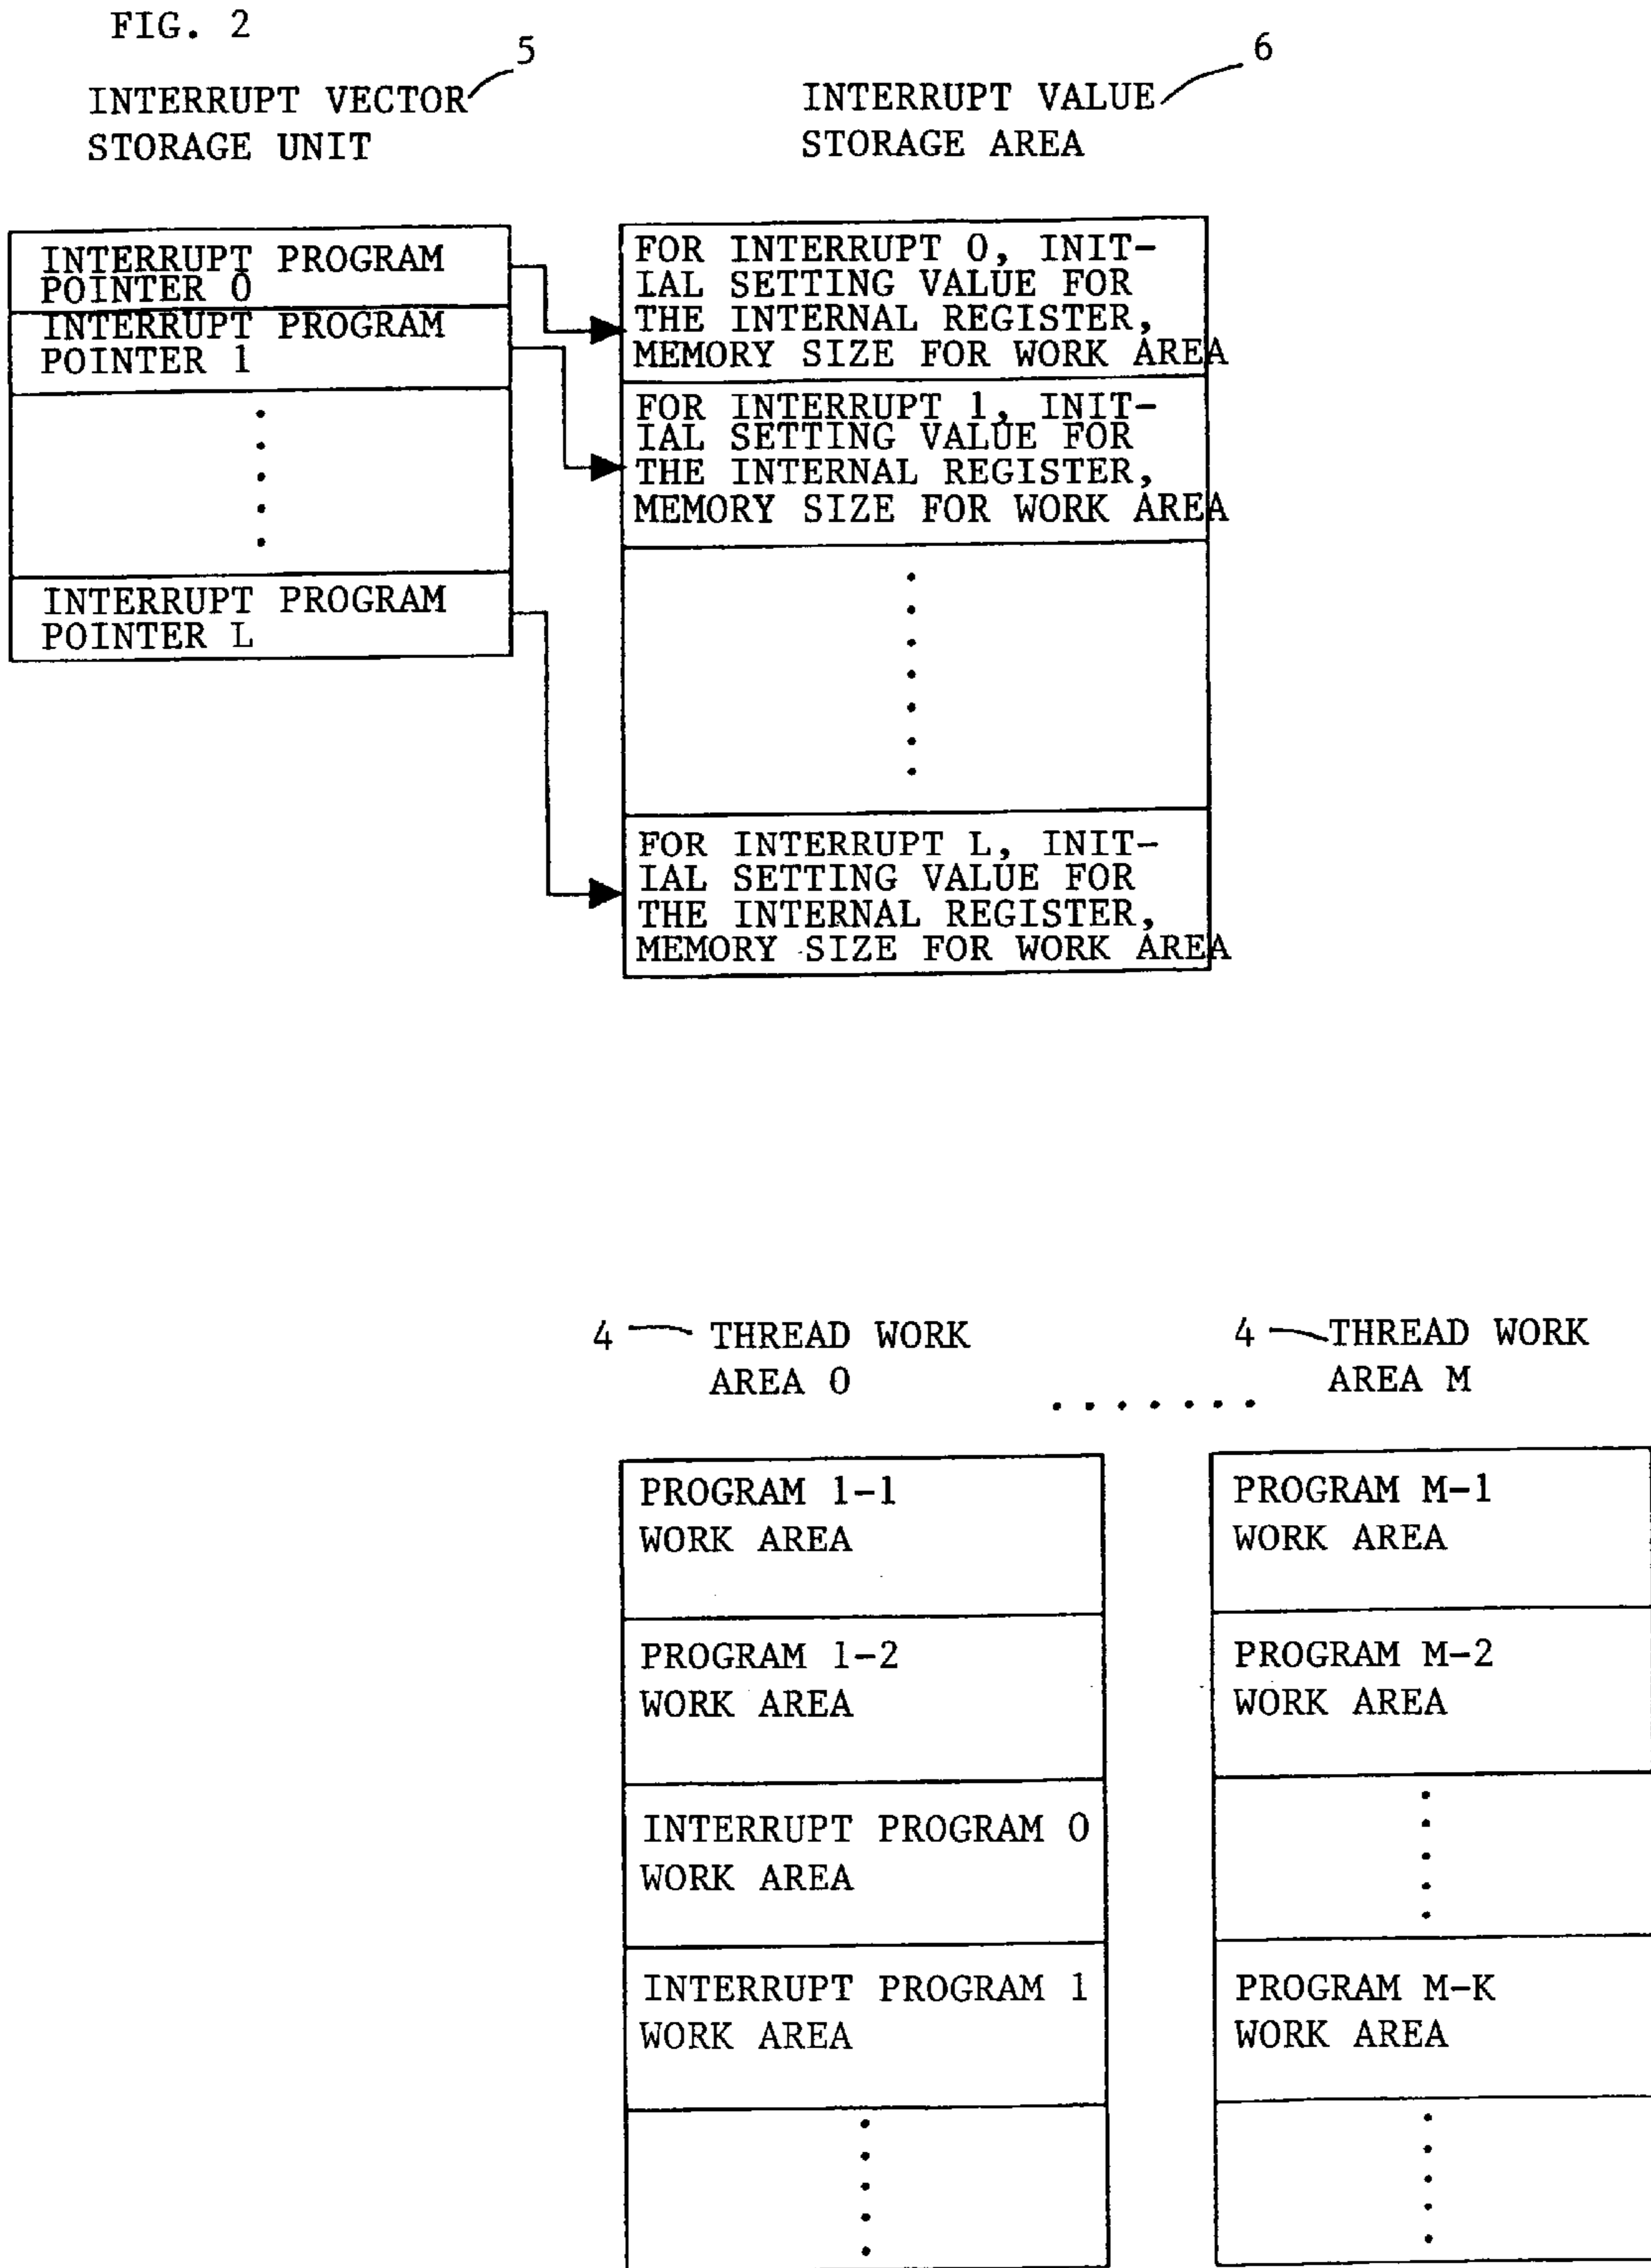 FIG. 2
5
INTERRUPT VECTOR
STORAGE UNIT
6
INTERRUPT VALUE
STORAGE AREA
INTERRUPT PROGRAM
POINTER 0
INTERRUPT PROGRAM
POINTER 1
INTERRUPT PROGRAM
POINTER L
FOR INTERRUPT 0, INIT-
IAL SETTING VALUE FOR
THE INTERNAL REGISTER,
MEMORY SIZE FOR WORK AREA
FOR INTERRUPT 1, INIT-
IAL SETTING VALUE FOR
THE INTERNAL REGISTER,
MEMORY SIZE FOR WORK AREA
FOR INTERRUPT L, INIT-
IAL SETTING VALUE FOR
THE INTERNAL REGISTER,
MEMORY SIZE FOR WORK AREA
4 THREAD WORK
AREA 0
4 THREAD WORK
AREA M
PROGRAM 1-1
WORK AREA
PROGRAM 1-2
WORK AREA
INTERRUPT PROGRAM 0
WORK AREA
INTERRUPT PROGRAM 1
WORK AREA
PROGRAM M-1
WORK AREA
PROGRAM M-2
WORK AREA
PROGRAM M-K
WORK AREA